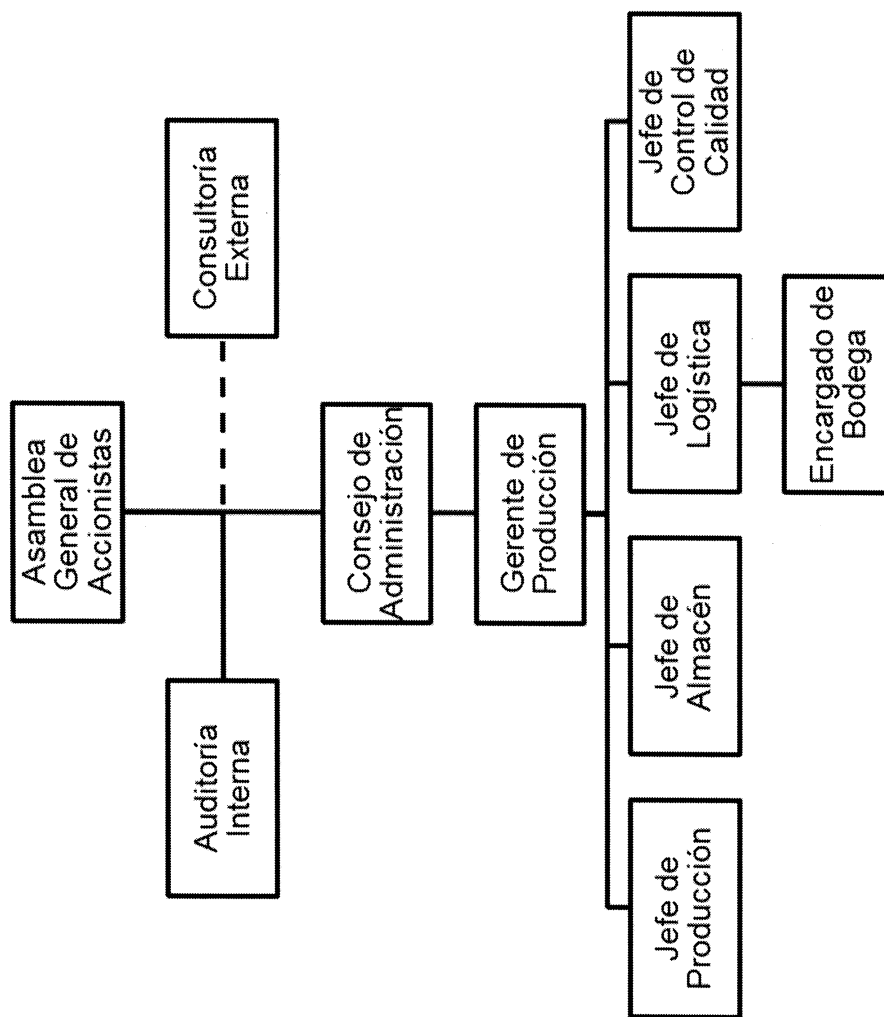 Asamblea
General de
Accionistas
Auditoría
Interna
Consultoría
Externa
Consejo de
Administración
Gerente de
Producción
Jefe de
Producción
Jefe de
Almacén
Jefe de
Logística
Jefe de
Control de
Calidad
Encargado de
Bodega